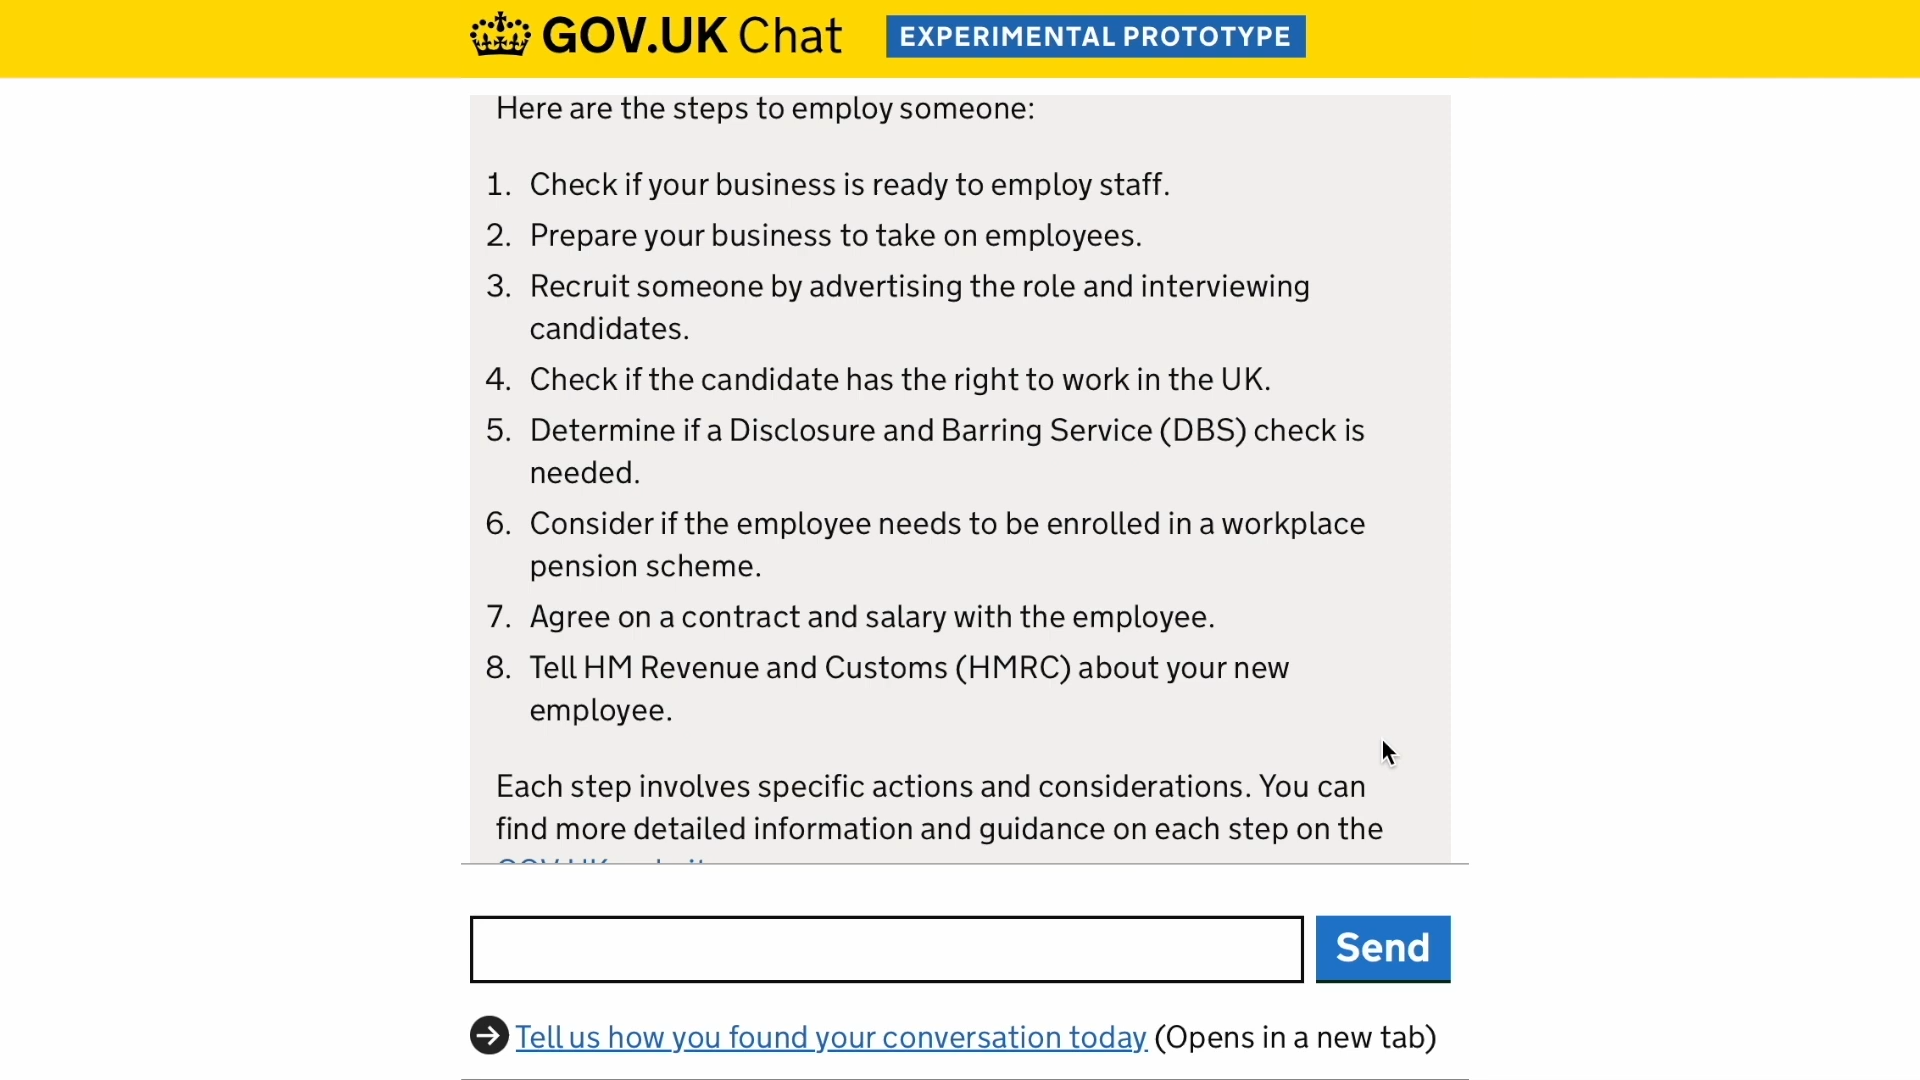 GOV.UK Chat EXPERIMENTAL PROTOTYPE
Here are the steps to employ someone:
1. Check if your business is ready to employ staff.
2. Prepare your business to take on employees.
3. Recruit someone by advertising the role and interviewing
candidates.
4. Check if the candidate has the right to work in the UK.
5. Determine if a Disclosure and Barring Service (DBS) check is
needed.
6. Consider if the employee needs to be enrolled in a workplace
pension scheme.
7. Agree on a contract and salary with the employee.
8. Tell HM Revenue and Customs (HMRC) about your new
employee.
Each step involves specific actions and considerations. You can
find more detailed information and guidance on each step on the
Send
Tell us how you found your conversation today (Opens in a new tab)